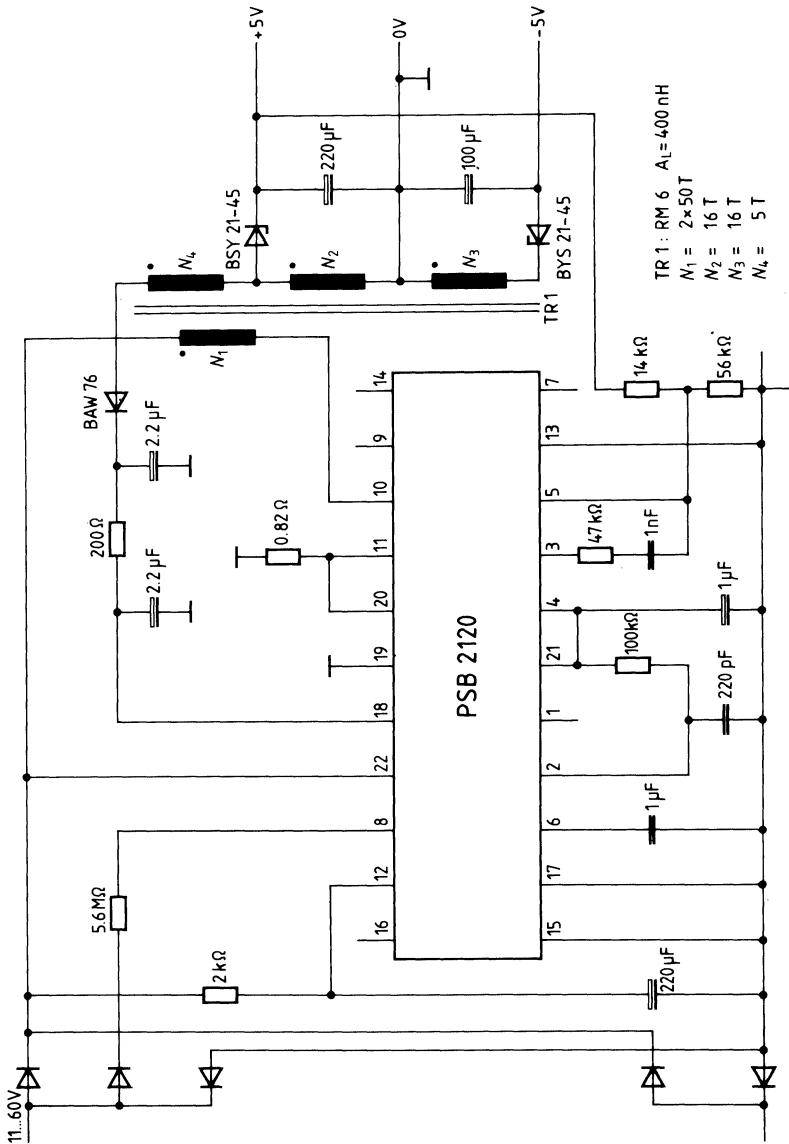 11...60V
5.6MΩ
2kΩ
200Ω
2.2µF
2.2µF
BAW 76
0.82Ω
N₄
BSY 21-45
+5V
N₁
N₂
220µF
0V
N₃
100µF
-5V
BYS 21-45
TR1
16
12
8
22
18
19
20
11
10
9
14
PSB 2120
15
17
6
2
1
21
4
3
5
13
7
220µF
1µF
220pF
100kΩ
1µF
47kΩ
1nF
14kΩ
56kΩ
TR 1 : RM 6 A_L = 400 nH
N₁ = 2×50T
N₂ = 16 T
N₃ = 16 T
N₄ = 5 T